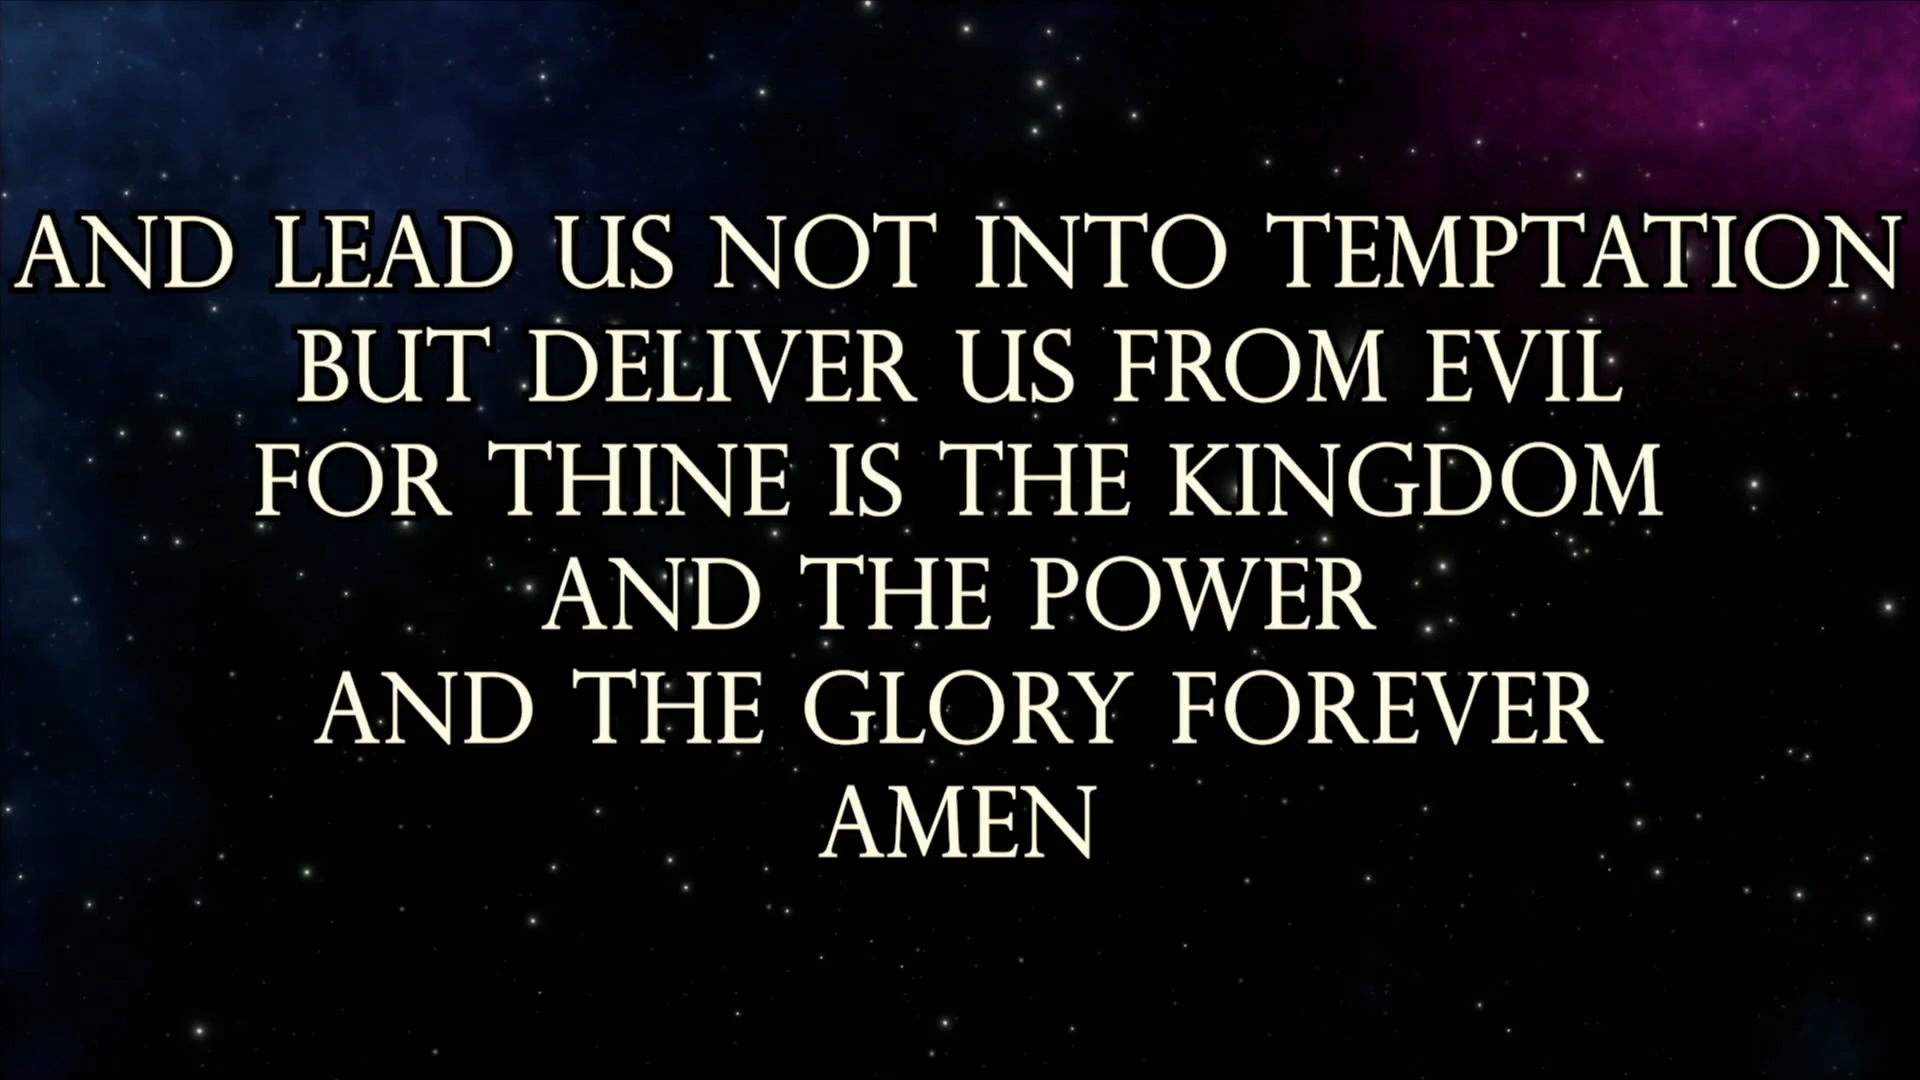 AND LEAD US NOT INTO TEMPTATION
BUT DELIVER US FROM EVIL
FOR THINE IS THE KINGDOM
AND THE POWER
AND THE GLORY FOREVER
AMEN